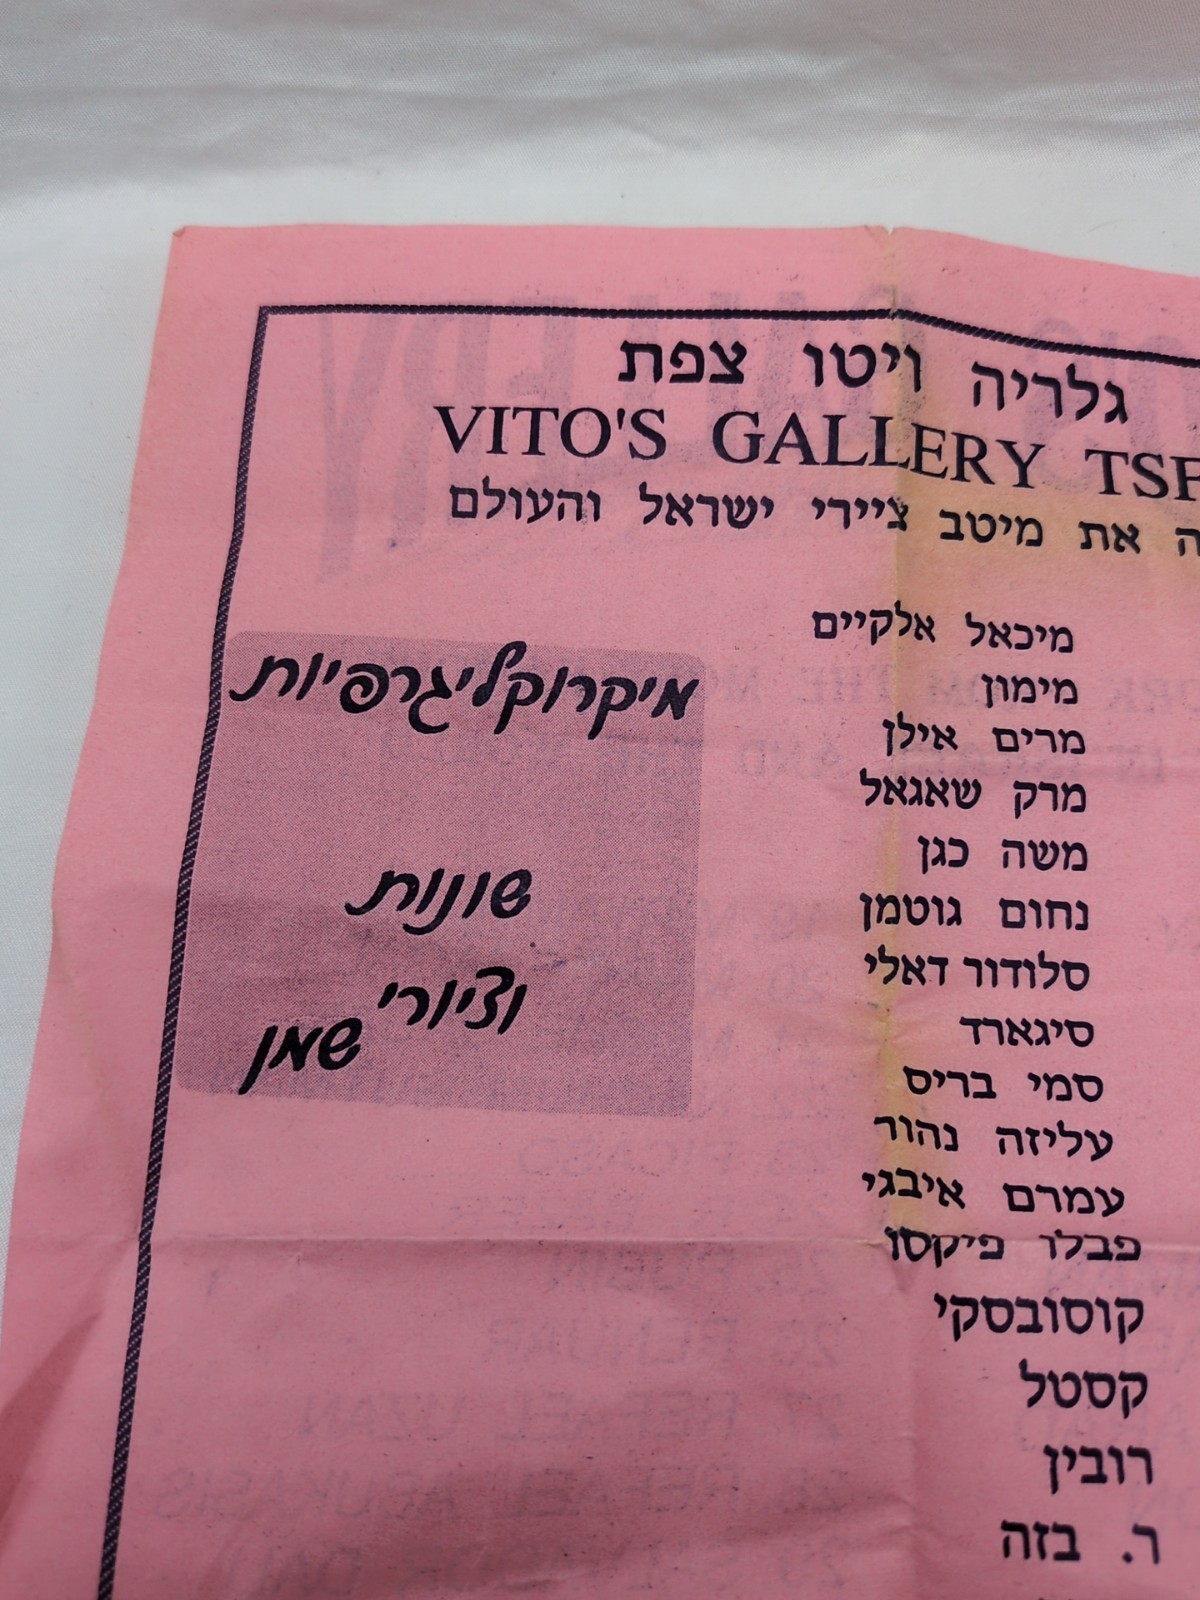 גלריה ויטו צפת
VITO'S GALLERY TSF
ה את מיטב ציירי ישראל והעולם
מיכאל אלקיים
מימון
מרים אילן
מרק שאגאל
משה כגן
נחום גוטמן
סלודור דאלי
סיגארד
סמי בריס
עליזה נהור
עמרם איבגי
פבלו פיקסו
קוסובסקי
קסטל
רובין
ר. בזה
מיקרוקליגרפיות
שונות
וציורי שמן